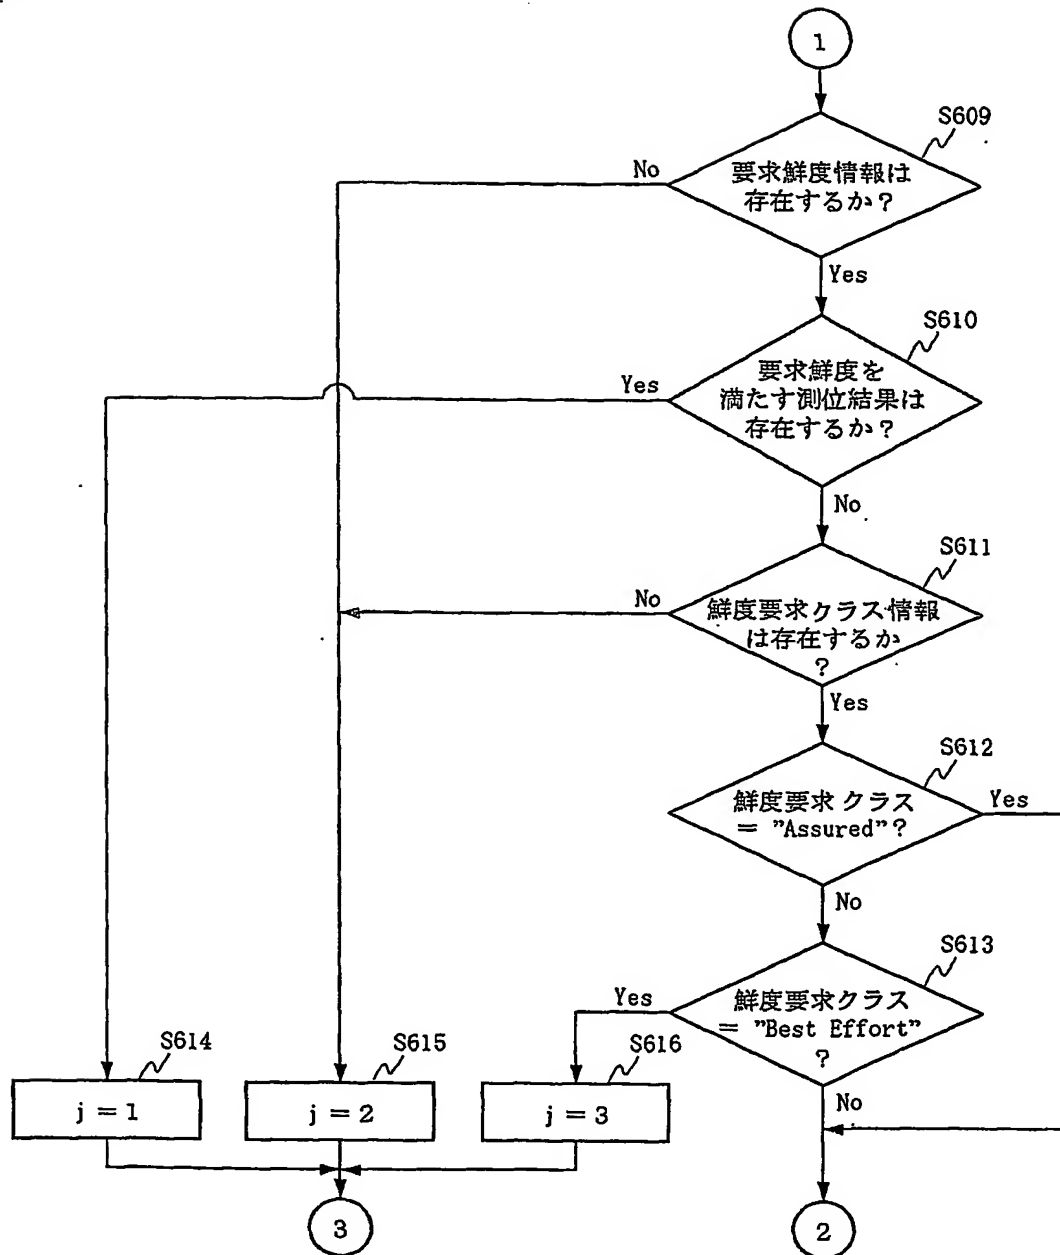 1
S609
要求鮮度情報は
存在するか？
No
Yes
S610
要求鮮度を
満たす測位結果は
存在するか？
Yes
No
S611
鮮度要求クラス情報
は存在するか
？
No
Yes
S612
鮮度要求 クラス
＝ ”Assured”？
Yes
No
S613
鮮度要求クラス
＝ ”Best Effort”
？
Yes
No
S614
j ＝ 1
S615
j ＝ 2
S616
j ＝ 3
3
2